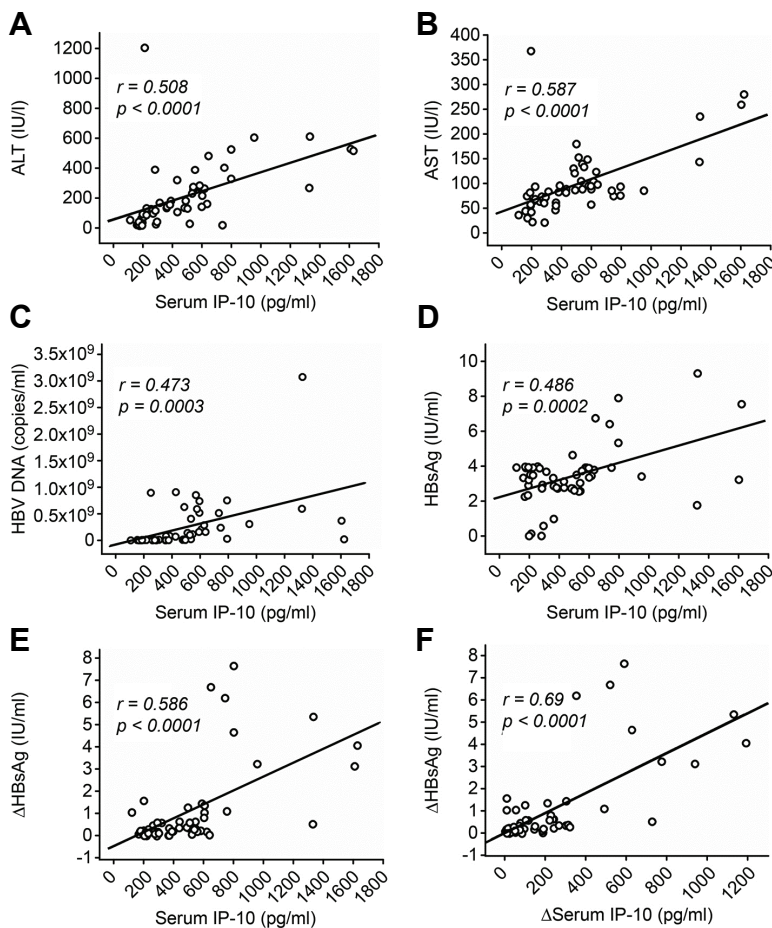 A
1200
1000
800
600
400
200
0
ALT (IU/l)
r = 0.508
p < 0.0001
0 200 400 600 800 1000 1200 1400 1600 1800
Serum IP-10 (pg/ml)
B
400
350
300
250
200
150
100
50
0
AST (IU/l)
r = 0.587
p < 0.0001
0 200 400 600 800 1000 1200 1400 1600 1800
Serum IP-10 (pg/ml)
C
3.5x10⁹
3.0x10⁹
2.5x10⁹
2.0x10⁹
1.5x10⁹
1.0x10⁹
0.5x10⁹
0
HBV DNA (copies/ml)
r = 0.473
p = 0.0003
0 200 400 600 800 1000 1200 1400 1600 1800
Serum IP-10 (pg/ml)
D
10
8
6
4
2
0
HBsAg (IU/ml)
r = 0.486
p = 0.0002
0 200 400 600 800 1000 1200 1400 1600 1800
Serum IP-10 (pg/ml)
E
8
7
6
5
4
3
2
1
0
-1
ΔHBsAg (IU/ml)
r = 0.586
p < 0.0001
0 200 400 600 800 1000 1200 1400 1600 1800
Serum IP-10 (pg/ml)
F
8
7
6
5
4
3
2
1
0
-1
ΔHBsAg (IU/ml)
r = 0.69
p < 0.0001
0 200 400 600 800 1000 1200
ΔSerum IP-10 (pg/ml)